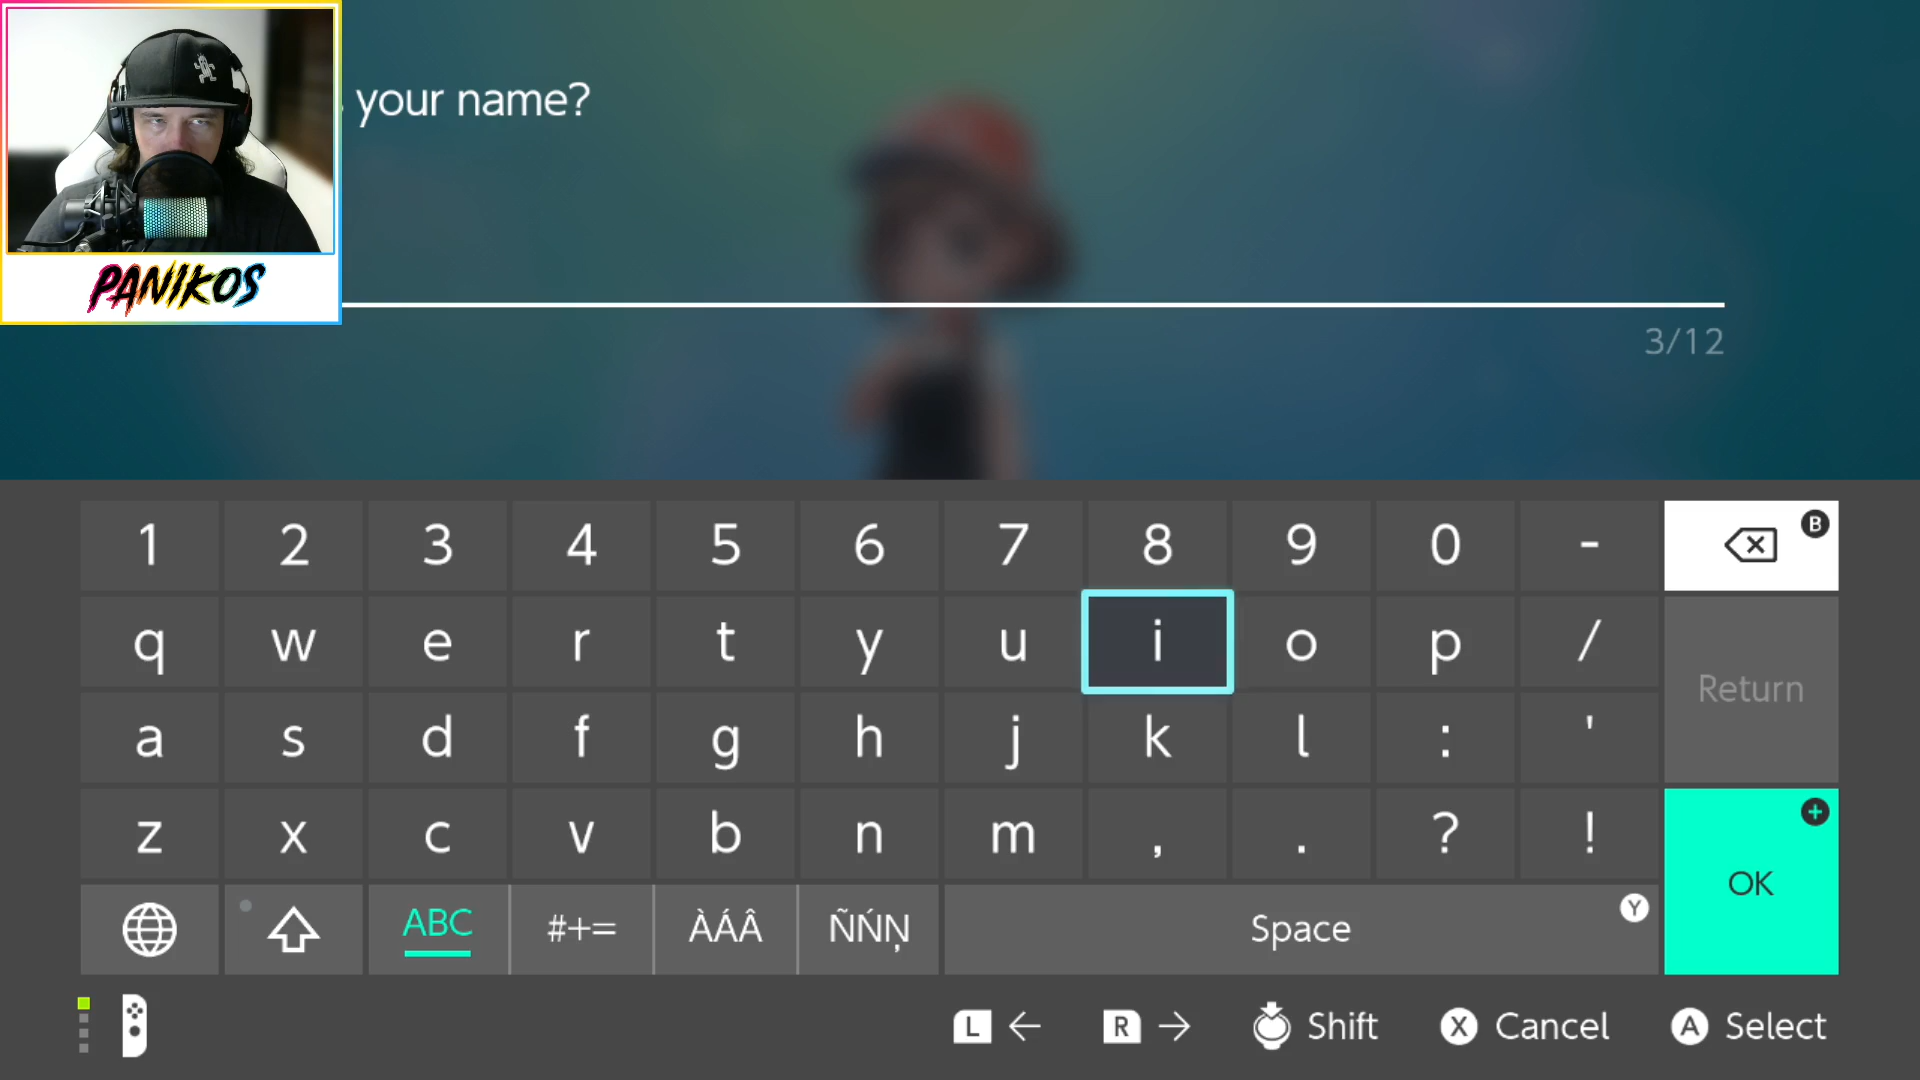 your name?
PANIKOS
3/12
1 2 3 4 5 6 7 8 9 0 - B
q w e r t y u i o p /
Return
a s d f g h j k l : '
z x c v b n m , . ? ! +
OK
ABC #+= ÀÁÂ ÑŃŅ Space Y
L ← R → Shift X Cancel A Select